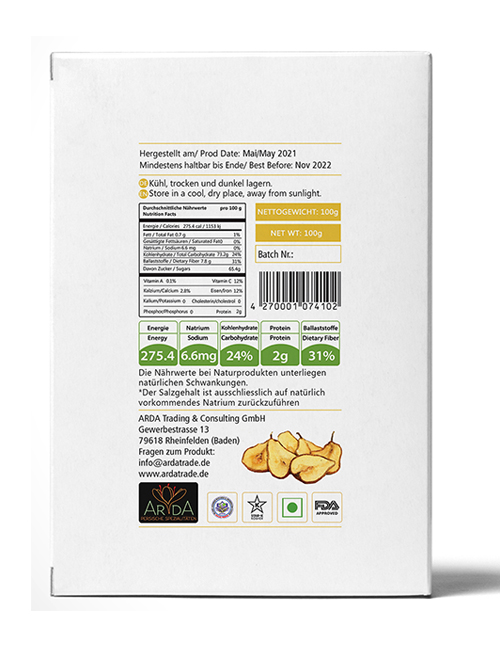 Hergestellt am/ Prod Date: Mai/May 2021
Mindestens haltbar bis Ende/ Best Before: Nov 2022
DE Kühl, trocken und dunkel lagern.
EN Store in a cool, dry place, away from sunlight.
Durchschnittliche Nährwerte pro 100 g
Nutrition Facts
Energie / Calories 275.4 cal / 1153 kj
Fett / Total Fat 0.7 g 1%
Gesättigte Fettsäuren / Saturated Fat0 0%
Natrium / Sodium 6.6 mg 0%
Kohlenhydrate / Total Carbohydrate 73.2g 24%
Ballaststoffe / Dietary Fiber 7.6 g 31%
Davon Zucker / Sugars 65.4g
Vitamin A 0.1% Vitamin C 12%
Kalzium/Calcium 2.8% Eisen/Iron 12%
Kalium/Potassium 0 Cholesterin/cholesterol 0
Phosphor/Phosphorus 0 Protein 2g
NETTOGEWICHT: 100g
NET WT: 100g
Batch Nr.:
4 270001 074102
Energie Natrium Kohlenhydrate Protein Ballaststoffe
Energy Sodium Carbohydrate Protein Dietary Fiber
275.4 6.6mg 24% 2g 31%
Die Nährwerte bei Naturprodukten unterliegen
natürlichen Schwankungen.
*Der Salzgehalt ist ausschliesslich auf natürlich
vorkommendes Natrium zurückzuführen
ARDA Trading & Consulting GmbH
Gewerbestrasse 13
79618 Rheinfelden (Baden)
Fragen zum Produkt:
info@ardatrade.de
www.ardatrade.de
ARDA
PERSISCHE SPEZIALITÄTEN
K
STAR-K
KOSHER
FDA
APPROVED